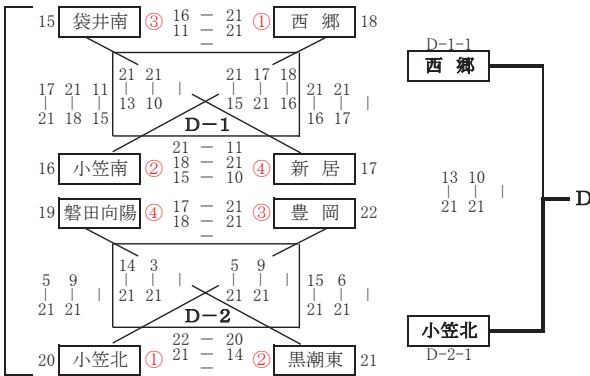 15 袋井南 ③ 16 － 21 ① 西 郷 18
11 － 21
－
D-1-1
西 郷
21 21 | 21 17 18
17 21 11 | | | | | 21 21
| | | 13 10 15 21 16 | | |
21 18 15 16 17
D－1
21 － 11
16 小笠南 ② 18 － 21 ④ 新 居 17
15 － 10
13 10
| | |
21 21
D
19 磐田向陽 ④ 17 － 21 ③ 豊 岡 22
18 － 21
－
14 3 5 9
5 9 | | | | | | 15 6
| | | 21 21 21 21 | | |
21 21 21 21
D－2
22 － 20
20 小笠北 ① 21 － 14 ② 黒潮東 21
－
小笠北
D-2-1